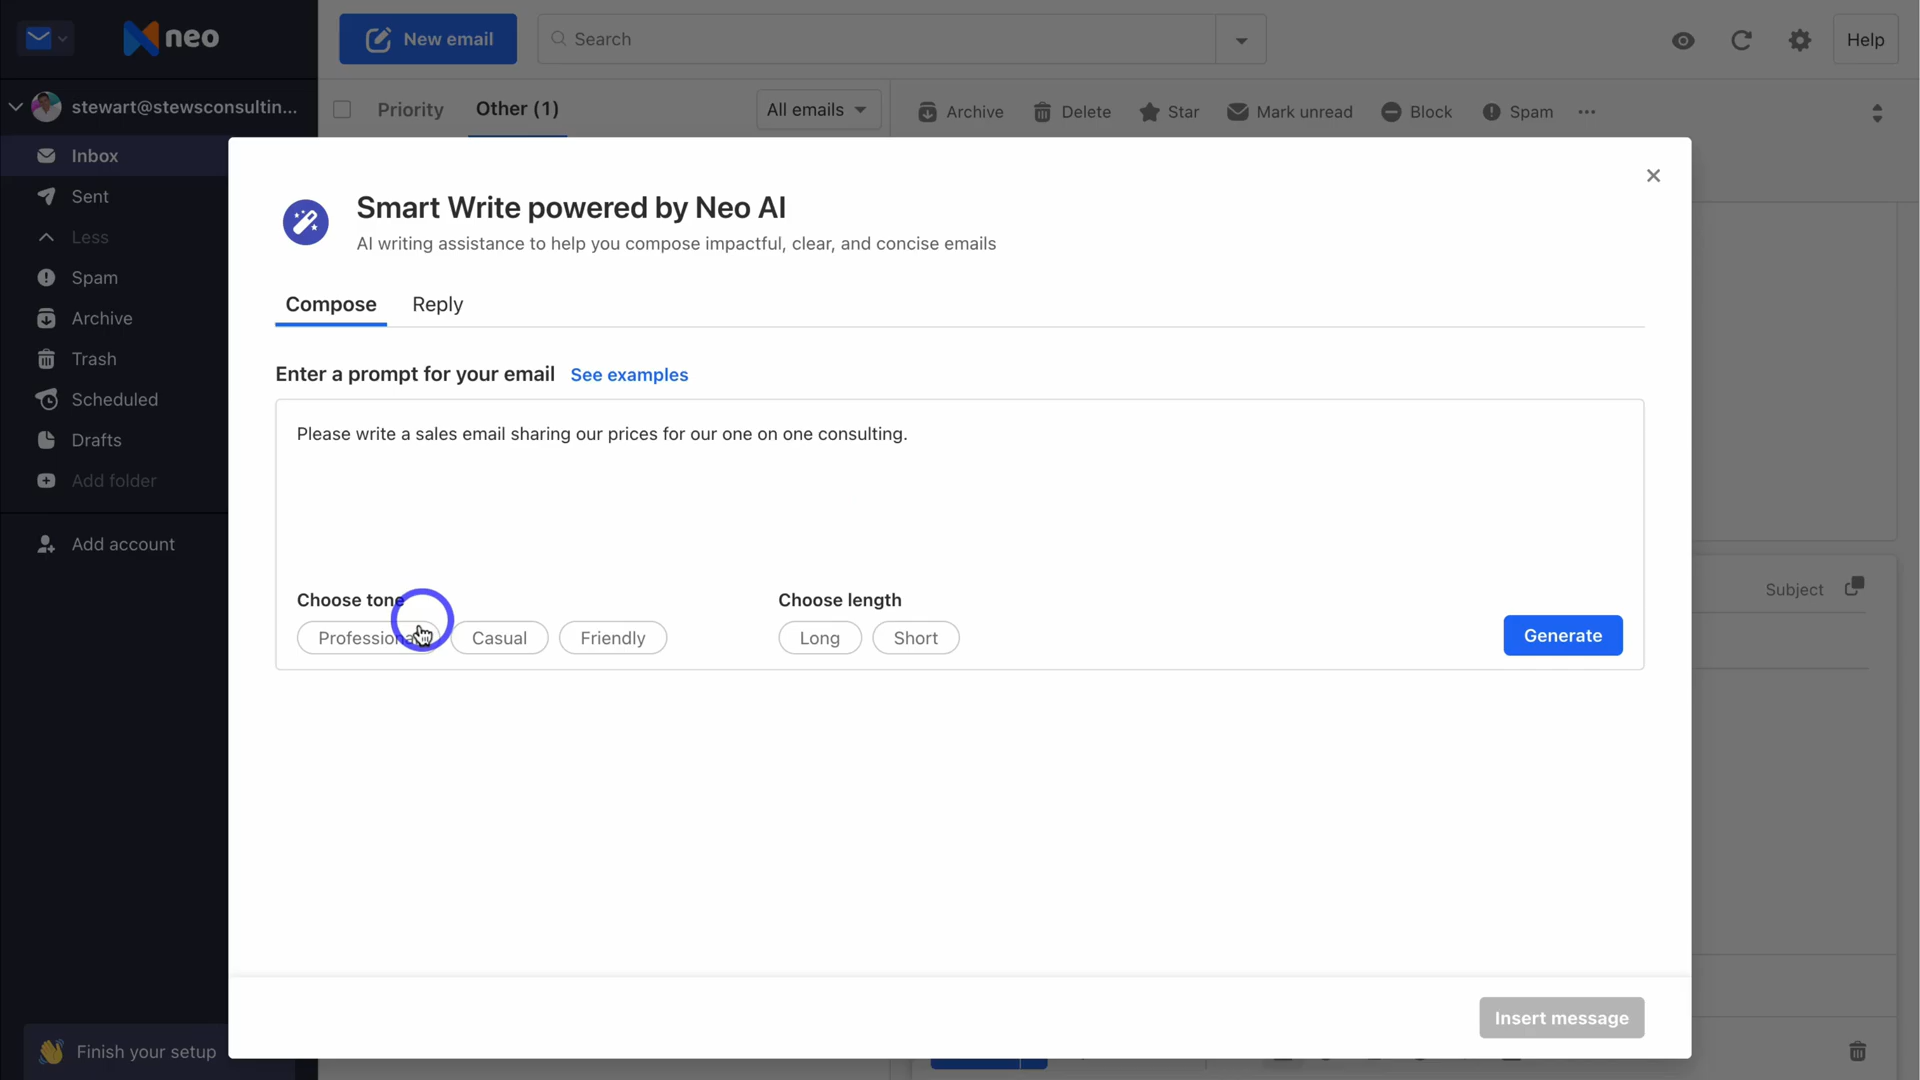 neo
New email
Search
Help
stewart@stewsconsultin...
Priority
Other (1)
All emails
Archive
Delete
Star
Mark unread
Block
Spam
Inbox
Sent
Less
Spam
Archive
Trash
Scheduled
Drafts
Add folder
Add account
Finish your setup
Smart Write powered by Neo AI
AI writing assistance to help you compose impactful, clear, and concise emails
Compose
Reply
Enter a prompt for your email See examples
Please write a sales email sharing our prices for our one on one consulting.
Choose tone
Choose length
Professional
Casual
Friendly
Long
Short
Generate
Subject
Insert message